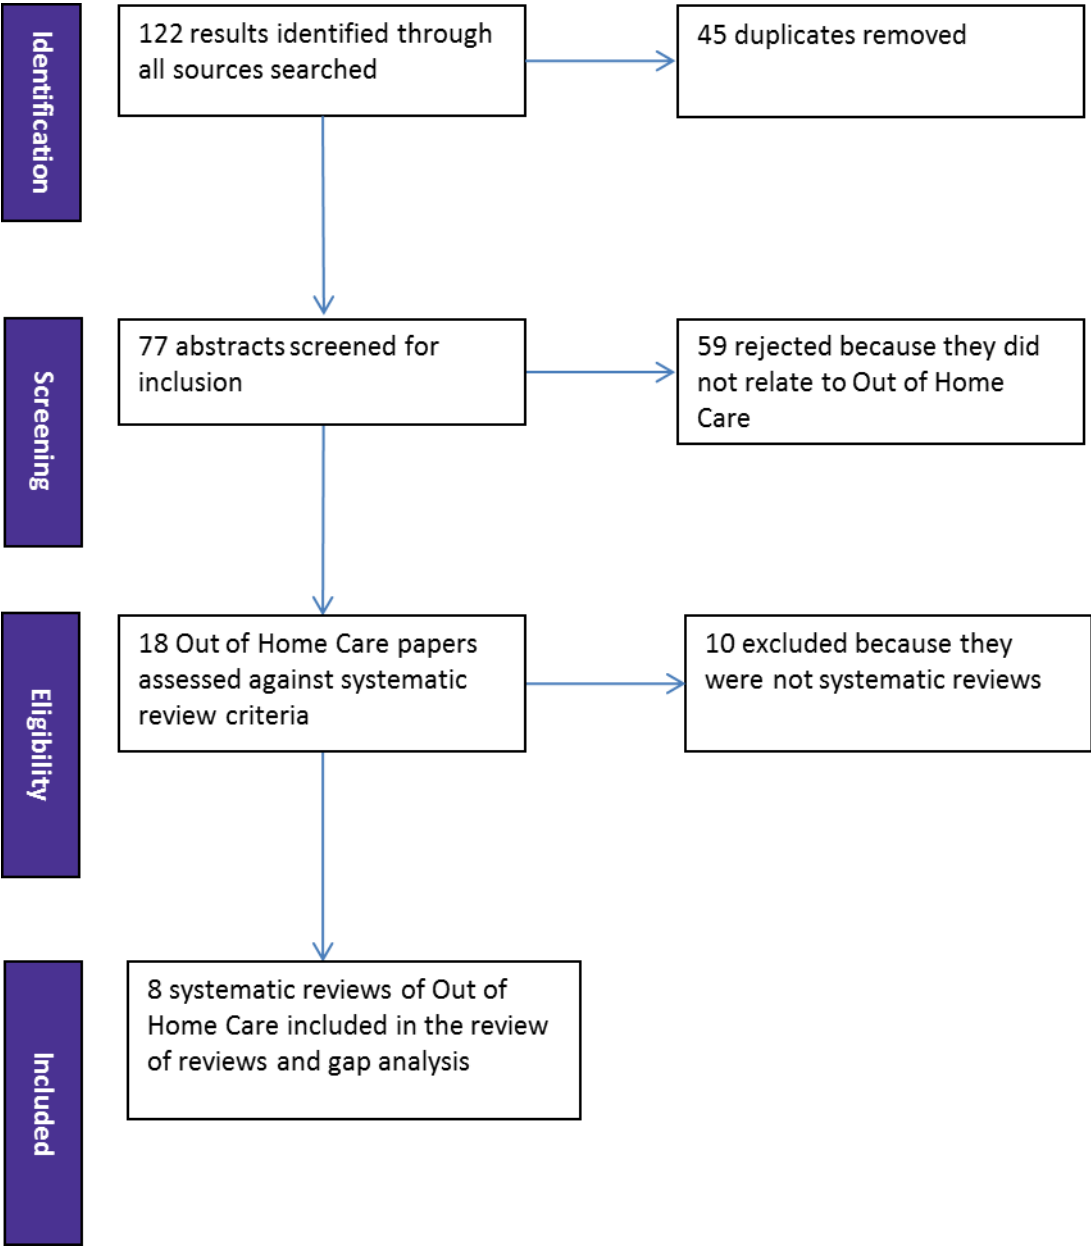 Identification
122 results identified through
all sources searched
45 duplicates removed
Screening
77 abstracts screened for
inclusion
59 rejected because they did
not relate to Out of Home
Care
Eligibility
18 Out of Home Care papers
assessed against systematic
review criteria
10 excluded because they
were not systematic reviews
Included
8 systematic reviews of Out of
Home Care included in the review
of reviews and gap analysis